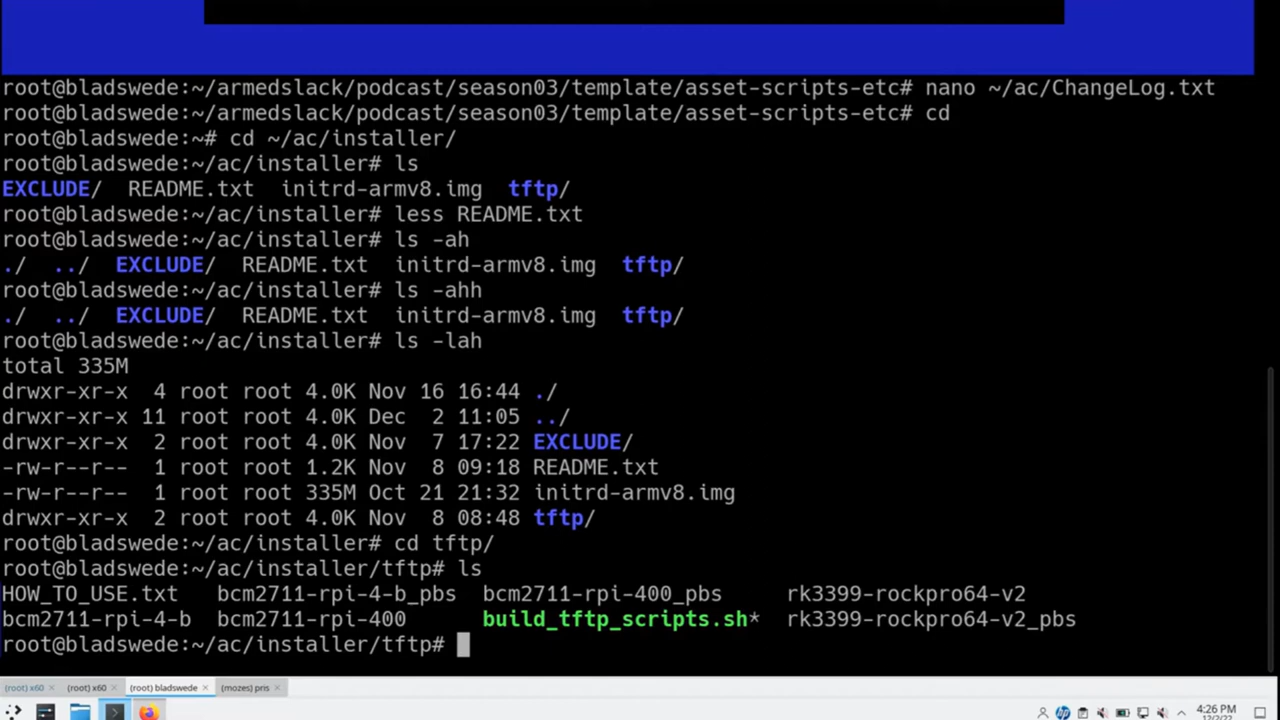 root@bladswede:~/armedslack/podcast/season03/template/asset-scripts-etc# nano ~/ac/ChangeLog.txt
root@bladswede:~/armedslack/podcast/season03/template/asset-scripts-etc# cd
root@bladswede:~# cd ~/ac/installer/
root@bladswede:~/ac/installer# ls
EXCLUDE/  README.txt  initrd-armv8.img  tftp/
root@bladswede:~/ac/installer# less README.txt
root@bladswede:~/ac/installer# ls -ah
./  ../  EXCLUDE/  README.txt  initrd-armv8.img  tftp/
root@bladswede:~/ac/installer# ls -ahh
./  ../  EXCLUDE/  README.txt  initrd-armv8.img  tftp/
root@bladswede:~/ac/installer# ls -lah
total 335M
drwxr-xr-x  4 root root 4.0K Nov 16 16:44 ./
drwxr-xr-x 11 root root 4.0K Dec  2 11:05 ../
drwxr-xr-x  2 root root 4.0K Nov  7 17:22 EXCLUDE/
-rw-r--r--  1 root root 1.2K Nov  8 09:18 README.txt
-rw-r--r--  1 root root 335M Oct 21 21:32 initrd-armv8.img
drwxr-xr-x  2 root root 4.0K Nov  8 08:48 tftp/
root@bladswede:~/ac/installer# cd tftp/
root@bladswede:~/ac/installer/tftp# ls
HOW_TO_USE.txt  bcm2711-rpi-4-b_pbs  bcm2711-rpi-400_pbs  rk3399-rockpro64-v2
bcm2711-rpi-4-b  bcm2711-rpi-400  build_tftp_scripts.sh*  rk3399-rockpro64-v2_pbs
root@bladswede:~/ac/installer/tftp#
(root) x60  (root) x60  (root) bladswede  (mozes) pris
4:26 PM
12/2/22